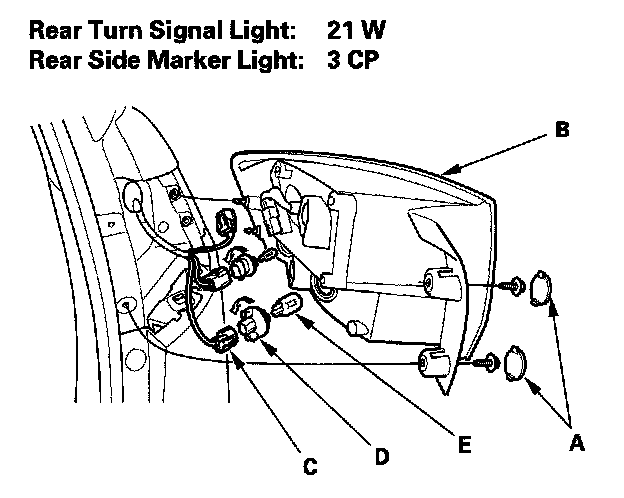 Rear Turn Signal Light: 21 W
Rear Side Marker Light: 3 CP
B
A
E
D
C